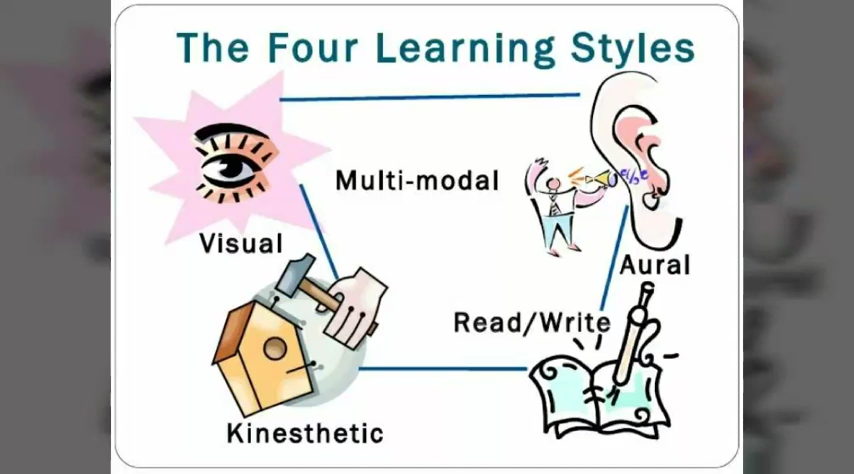 The Four Learning Styles
Multi-modal
Visual
Aural
Read/Write
Kinesthetic